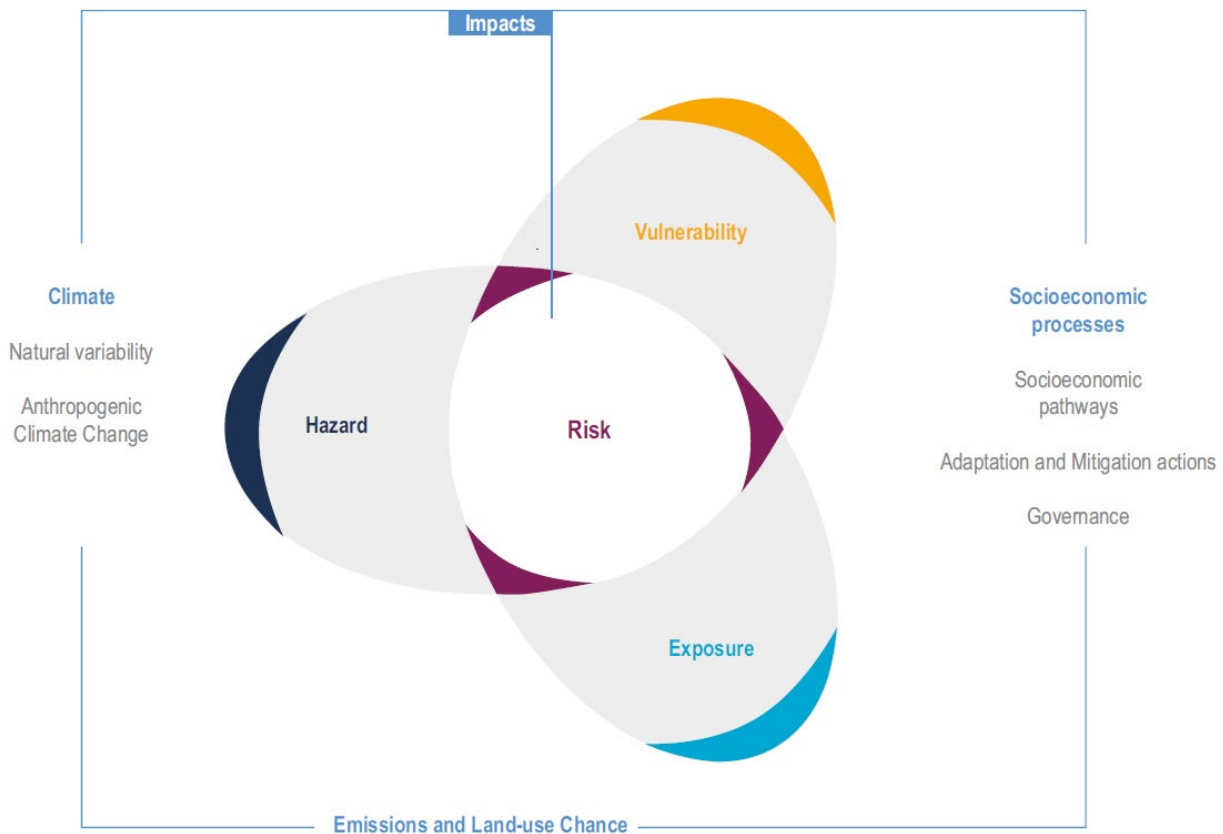 Impacts
Vulnerability
Climate
Natural variability
Anthropogenic
Climate Change
Hazard
Risk
Socioeconomic
processes
Socioeconomic
pathways
Adaptation and Mitigation actions
Governance
Exposure
Emissions and Land-use Chance